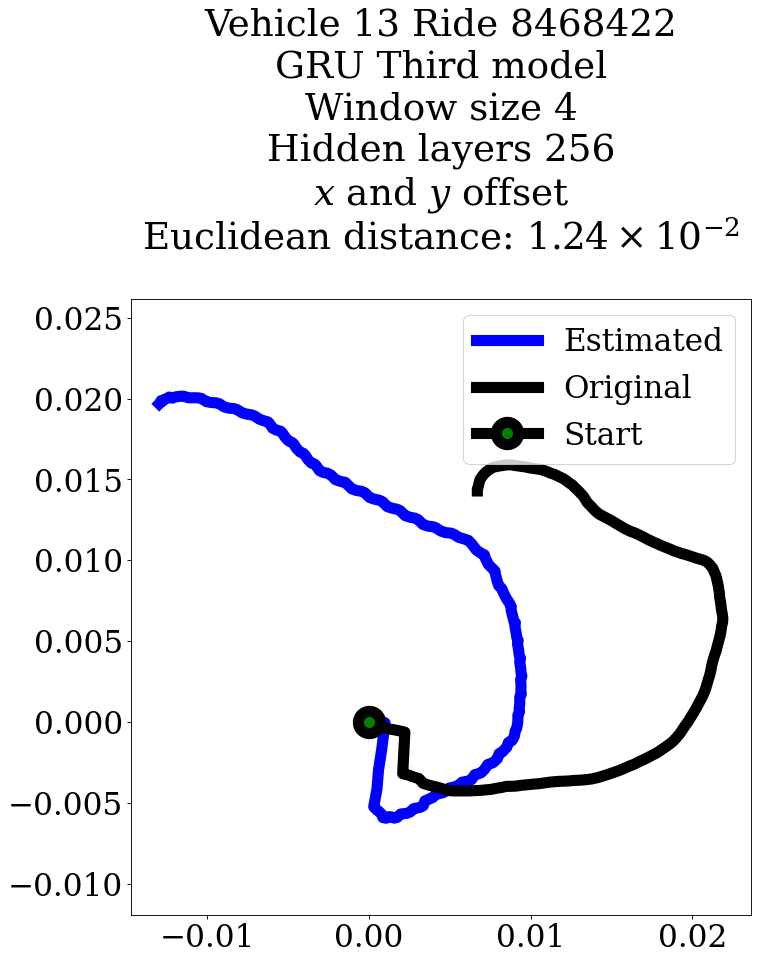 Vehicle 13 Ride 8468422
GRU Third model
Window size 4
Hidden layers 256
x and y offset
Euclidean distance: 1.24 × 10⁻²
Estimated
Original
Start
0.025
0.020
0.015
0.010
0.005
0.000
−0.005
−0.010
−0.01 0.00 0.01 0.02